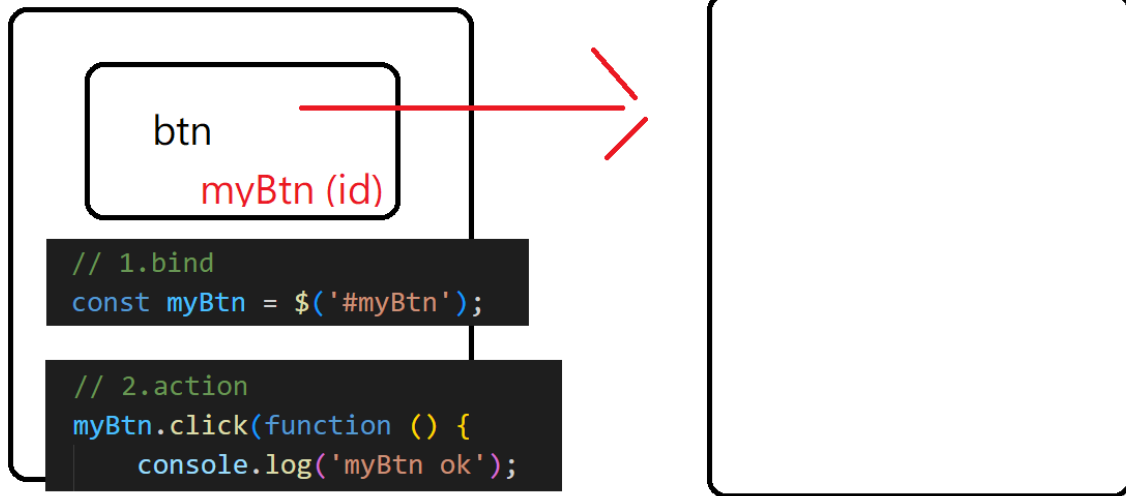 btn
myBtn (id)
// 1.bind
const myBtn = $('#myBtn');
// 2.action
myBtn.click(function () {
    console.log('myBtn ok');